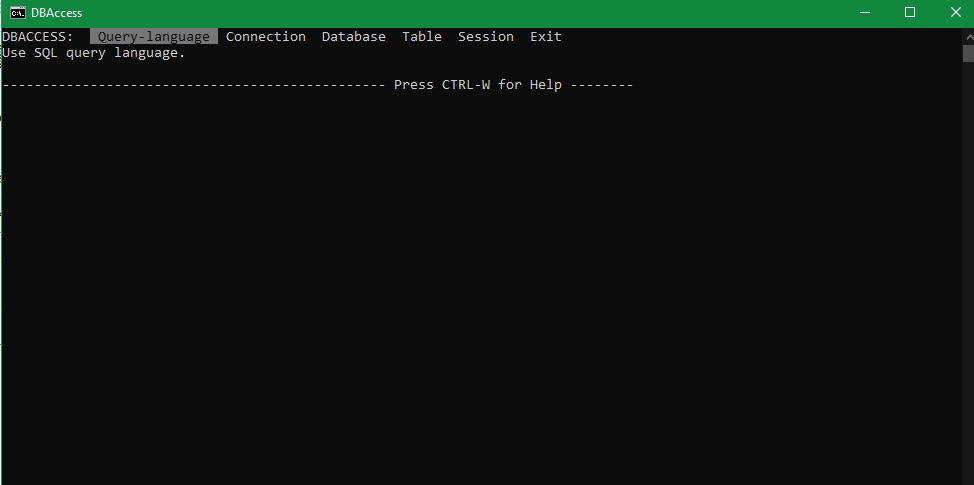 DBAccess
DBACCESS: Query-language Connection Database Table Session Exit
Use SQL query language.
------------------------------------------------ Press CTRL-W for Help --------